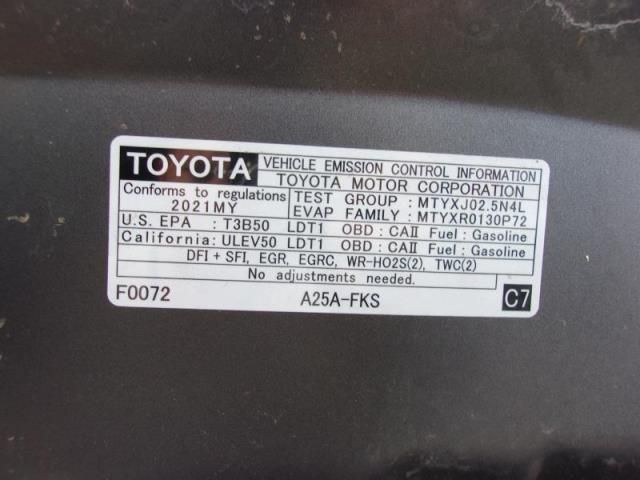 TOYOTA VEHICLE EMISSION CONTROL INFORMATION
TOYOTA MOTOR CORPORATION
Conforms to regulations TEST GROUP : MTYXJ02.5N4L
2021MY EVAP FAMILY : MTYXR0130P72
U.S. EPA : T3B50 LDT1 OBD : CAII Fuel : Gasoline
California: ULEV50 LDT1 OBD : CAII Fuel : Gasoline
DFI + SFI, EGR, EGRC, WR-HO2S(2), TWC(2)
No adjustments needed.
F0072 A25A-FKS C7